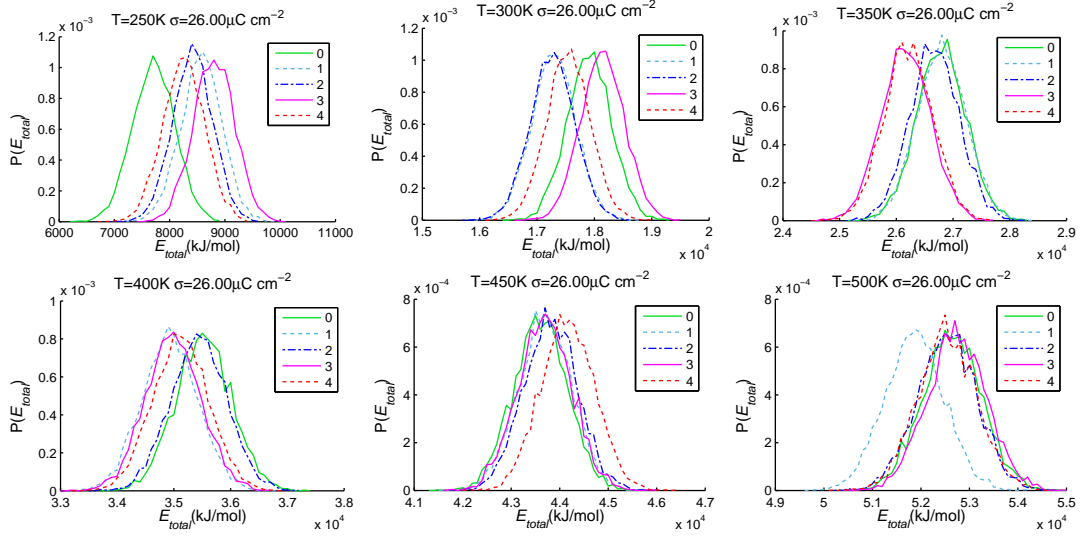 T=250K σ=26.00μC cm⁻²
x 10⁻³
1.2
1
0.8
0.6
0.4
0.2
0
P(E_total)
6000 7000 8000 9000 10000 11000
E_total(kJ/mol)
0
1
2
3
4
T=300K σ=26.00μC cm⁻²
x 10⁻³
1.2
1
0.8
0.6
0.4
0.2
0
P(E_total)
1.5 1.6 1.7 1.8 1.9 2
E_total(kJ/mol)
x 10⁴
0
1
2
3
4
T=350K σ=26.00μC cm⁻²
x 10⁻³
1
0.8
0.6
0.4
0.2
0
P(E_total)
2.4 2.5 2.6 2.7 2.8 2.9
E_total(kJ/mol)
x 10⁴
0
1
2
3
4
T=400K σ=26.00μC cm⁻²
x 10⁻³
1
0.8
0.6
0.4
0.2
0
P(E_total)
3.3 3.4 3.5 3.6 3.7 3.8
E_total(kJ/mol)
x 10⁴
0
1
2
3
4
T=450K σ=26.00μC cm⁻²
x 10⁻⁴
8
6
4
2
0
P(E_total)
4.1 4.2 4.3 4.4 4.5 4.6 4.7
E_total(kJ/mol)
x 10⁴
0
1
2
3
4
T=500K σ=26.00μC cm⁻²
x 10⁻⁴
8
6
4
2
0
P(E_total)
4.9 5 5.1 5.2 5.3 5.4 5.5
E_total(kJ/mol)
x 10⁴
0
1
2
3
4